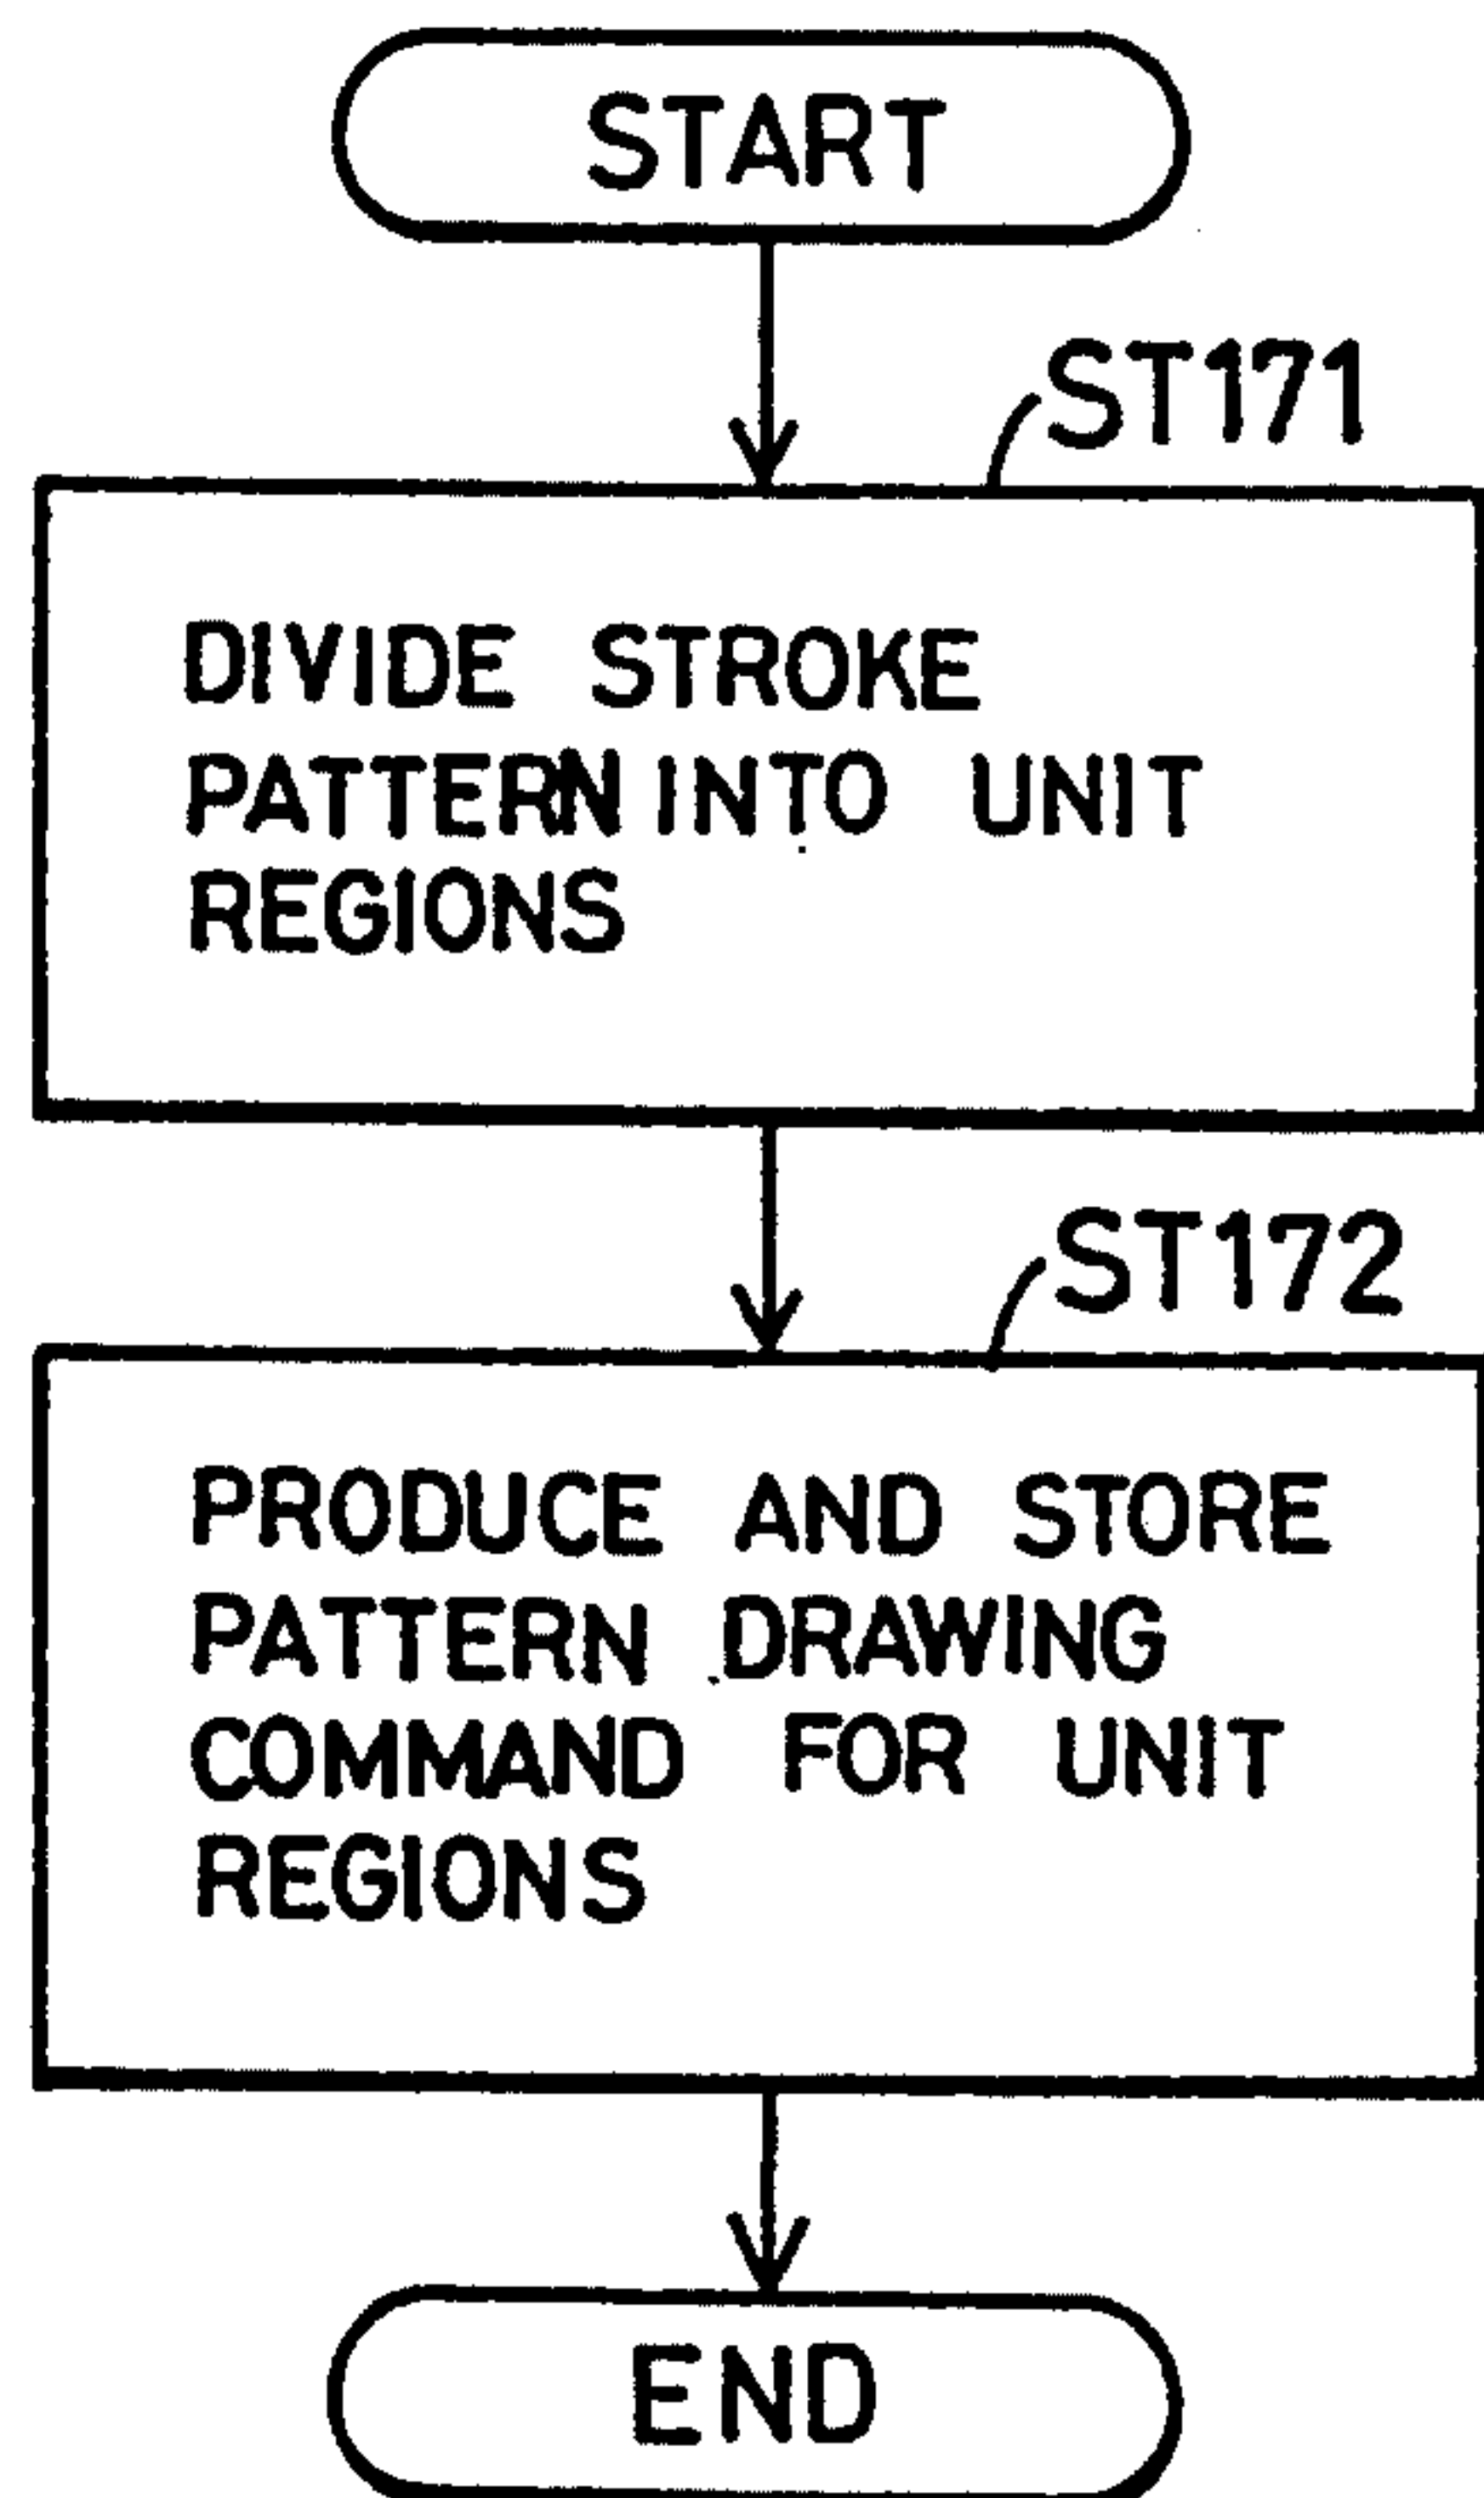 START
ST171
DIVIDE STROKE
PATTERN INTO UNIT
REGIONS
ST172
PRODUCE AND STORE
PATTERN DRAWING
COMMAND FOR UNIT
REGIONS
END